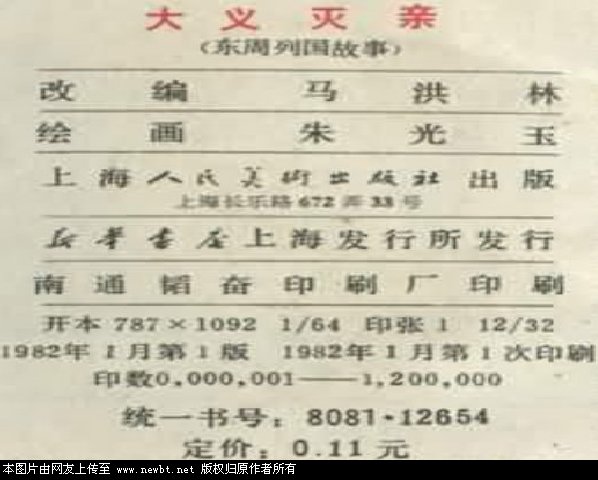 大义灭亲
(东周列国故事)
改编 马洪林
绘画 朱光玉
上海人民美术出版社出版
上海长乐路672弄33号
新华书店上海发行所发行
南通韬奋印刷厂印刷
开本 787×1092 1/64 印张 1 12/32
1982年1月第1版 1982年1月第1次印刷
印数0,000,001——1,200,000
统一书号：8081·12654
定价：0.11 元
本图片由网友上传至 www.newbt.net 版权归原作者所有